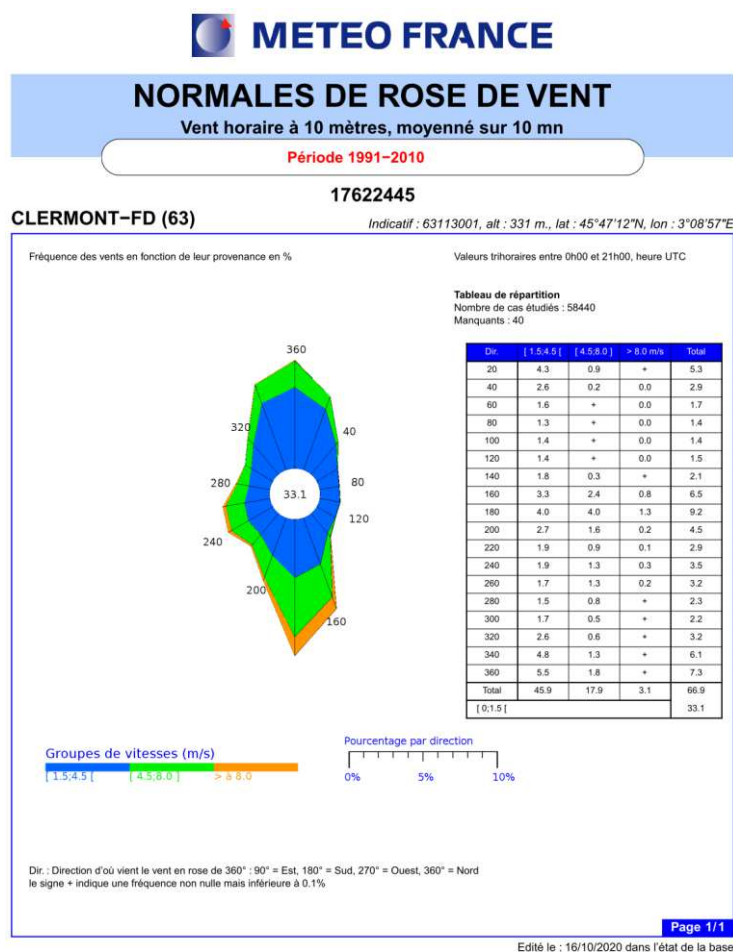 METEO FRANCE
NORMALES DE ROSE DE VENT
Vent horaire à 10 mètres, moyenné sur 10 mn
Période 1991−2010
17622445
CLERMONT−FD (63)
Indicatif : 63113001, alt : 331 m., lat : 45°47'12"N, lon : 3°08'57"E
Fréquence des vents en fonction de leur provenance en %
Valeurs trihoraires entre 0h00 et 21h00, heure UTC
Tableau de répartition
Nombre de cas étudiés : 58440
Manquants : 40
360
320
40
280
33.1
80
120
240
200
160
Dir. [ 1.5;4.5 [ [ 4.5;8.0 ] > 8.0 m/s Total
20 4.3 0.9 + 5.3
40 2.6 0.2 0.0 2.9
60 1.6 + 0.0 1.7
80 1.3 + 0.0 1.4
100 1.4 + 0.0 1.4
120 1.4 + 0.0 1.5
140 1.8 0.3 + 2.1
160 3.3 2.4 0.8 6.5
180 4.0 4.0 1.3 9.2
200 2.7 1.6 0.2 4.5
220 1.9 0.9 0.1 2.9
240 1.9 1.3 0.3 3.5
260 1.7 1.3 0.2 3.2
280 1.5 0.8 + 2.3
300 1.7 0.5 + 2.2
320 2.6 0.6 + 3.2
340 4.8 1.3 + 6.1
360 5.5 1.8 + 7.3
Total 45.9 17.9 3.1 66.9
[ 0;1.5 [ 33.1
Groupes de vitesses (m/s)
[ 1.5;4.5 [ [ 4.5;8.0 ] > à 8.0
Pourcentage par direction
0% 5% 10%
Dir. : Direction d'où vient le vent en rose de 360° : 90° = Est, 180° = Sud, 270° = Ouest, 360° = Nord
le signe + indique une fréquence non nulle mais inférieure à 0.1%
Page 1/1
Edité le : 16/10/2020 dans l'état de la base